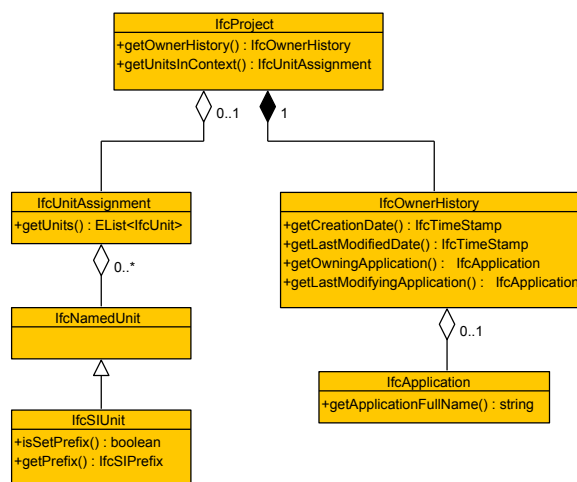 IfcProject
+getOwnerHistory() : IfcOwnerHistory
+getUnitsInContext() : IfcUnitAssignment
0..1
1
IfcUnitAssignment
+getUnits() : EList<IfcUnit>
0..*
IfcNamedUnit
IfcSIUnit
+isSetPrefix() : boolean
+getPrefix() : IfcSIPrefix
IfcOwnerHistory
+getCreationDate() : IfcTimeStamp
+getLastModifiedDate() : IfcTimeStamp
+getOwningApplication() : IfcApplication
+getLastModifyingApplication() : IfcApplication
0..1
IfcApplication
+getApplicationFullName() : string